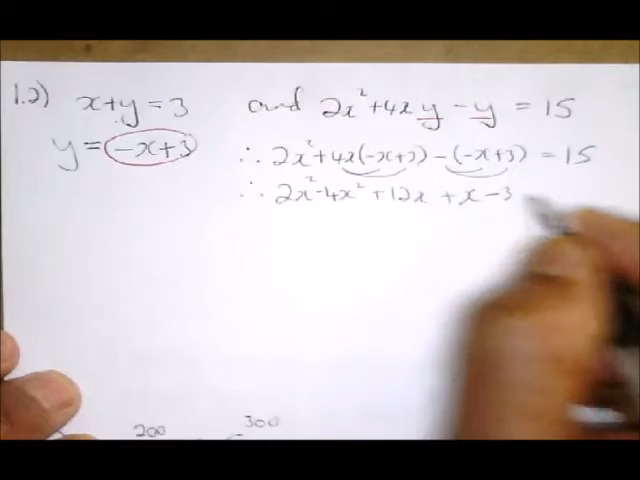 1.2) x+y=3 and 2x²+4xy-y=15
y=-x+3 ∴ 2x²+4x(-x+3)-(-x+3)=15
∴ 2x²-4x²+12x+x-3
200 300